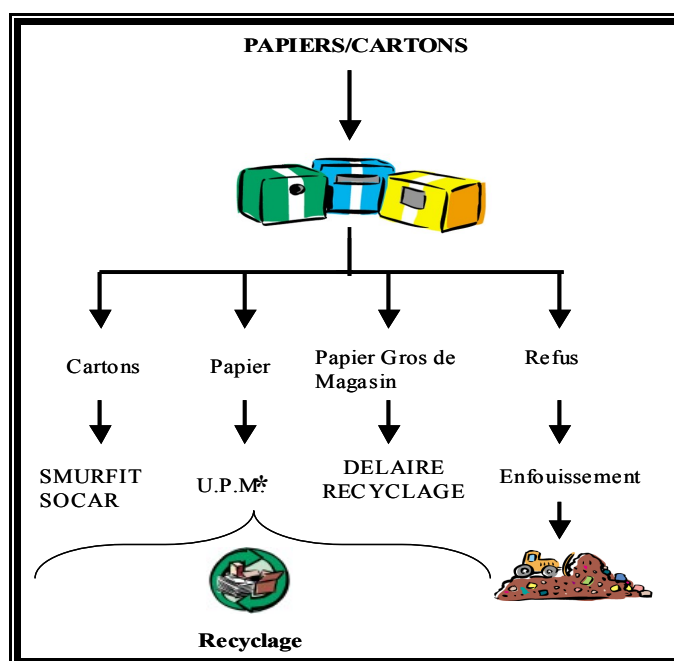 PAPIERS/CARTONS
Cartons
Papier
Papier Gros de
Magasin
Refus
SMURFIT
SOCAR
U.P.M.*
DELAIRE
RECYCLAGE
Enfouissement
Recyclage